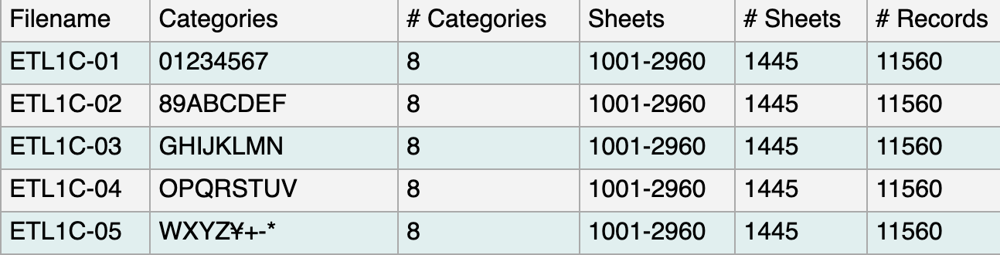 Filename Categories # Categories Sheets # Sheets # Records
ETL1C-01 01234567 8 1001-2960 1445 11560
ETL1C-02 89ABCDEF 8 1001-2960 1445 11560
ETL1C-03 GHIJKLMN 8 1001-2960 1445 11560
ETL1C-04 OPQRSTUV 8 1001-2960 1445 11560
ETL1C-05 WXYZ¥+-* 8 1001-2960 1445 11560